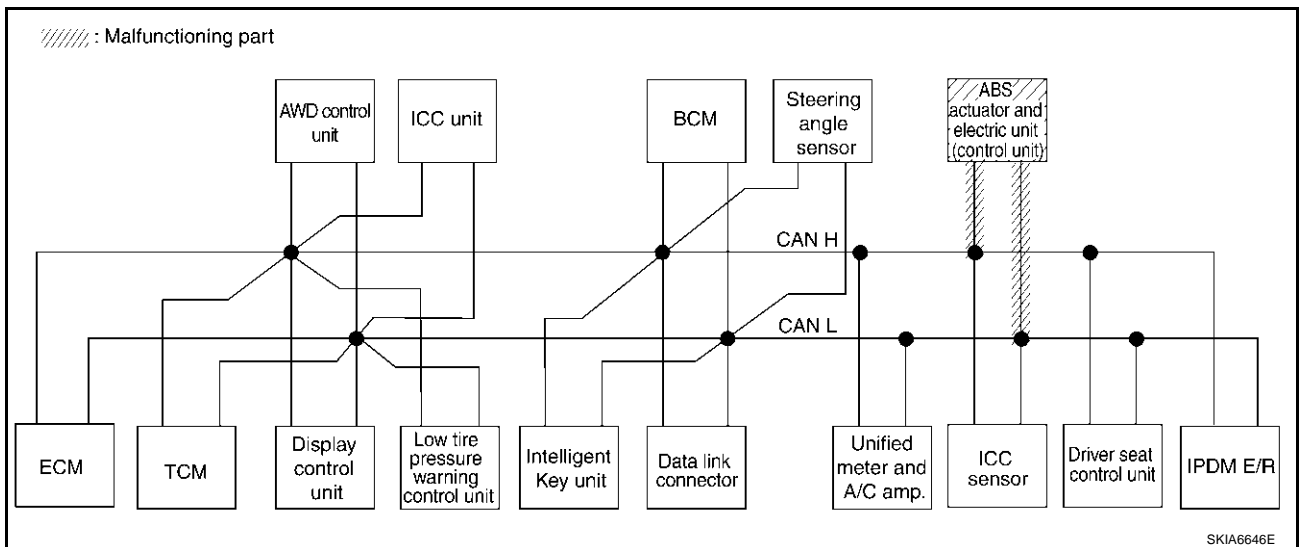 : Malfunctioning part
AWD control
unit
ICC unit
BCM
Steering
angle
sensor
ABS
actuator and
electric unit
(control unit)
CAN H
CAN L
ECM
TCM
Display
control
unit
Low tire
pressure
warning
control unit
Intelligent
Key unit
Data link
connector
Unified
meter and
A/C amp.
ICC
sensor
Driver seat
control unit
IPDM E/R
SKIA6646E